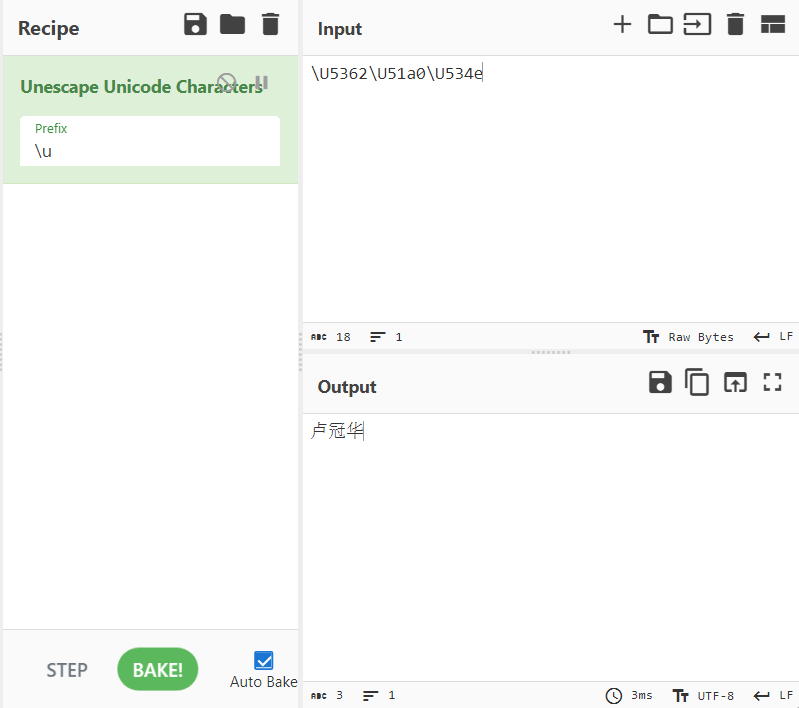 Recipe
Unescape Unicode Characters
Prefix
\u
STEP
BAKE!
Auto Bake
Input
\U5362\U51a0\U534e
ABC 18 1
Raw Bytes LF
Output
卢冠华
ABC 3 1
3ms UTF-8 LF